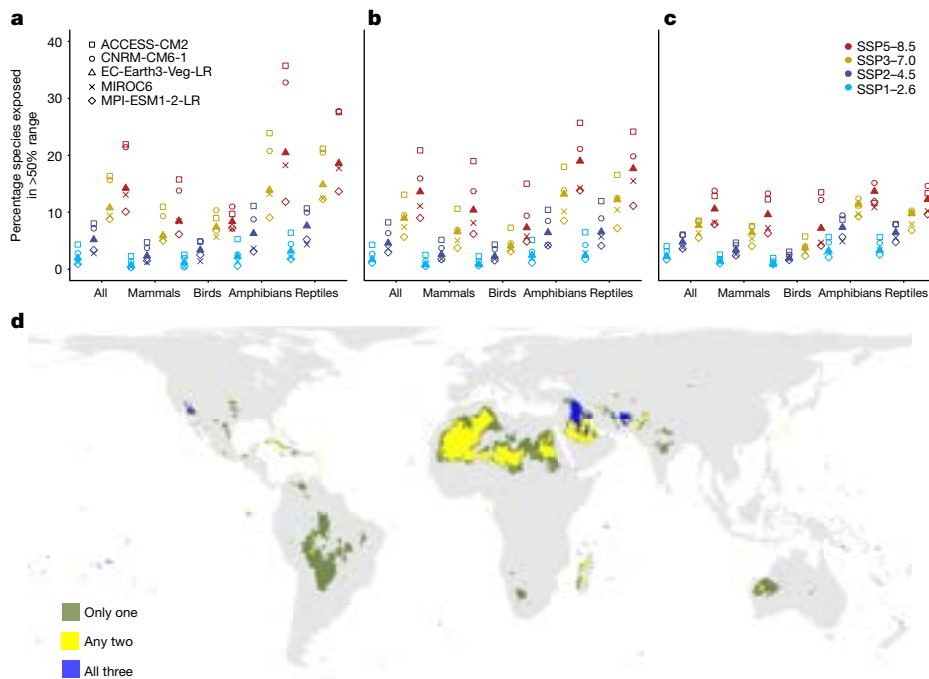 a
b
c
ACCESS-CM2
CNRM-CM6-1
EC-Earth3-Veg-LR
MIROC6
MPI-ESM1-2-LR
SSP5–8.5
SSP3–7.0
SSP2–4.5
SSP1–2.6
Percentage species exposed
in >50% range
40
30
20
10
0
All Mammals Birds Amphibians Reptiles
All Mammals Birds Amphibians Reptiles
All Mammals Birds Amphibians Reptiles
d
Only one
Any two
All three